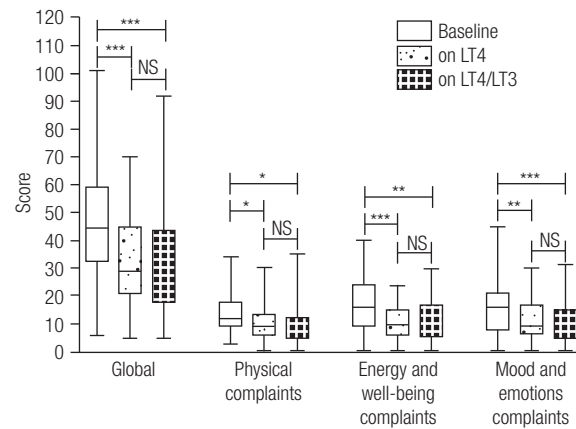 120
110
100
90
80
70
60
50
40
30
20
10
0
Score
Baseline
on LT4
on LT4/LT3
***
***
NS
*
*
NS
**
***
NS
***
**
NS
Global
Physical
complaints
Energy and
well-being
complaints
Mood and
emotions
complaints